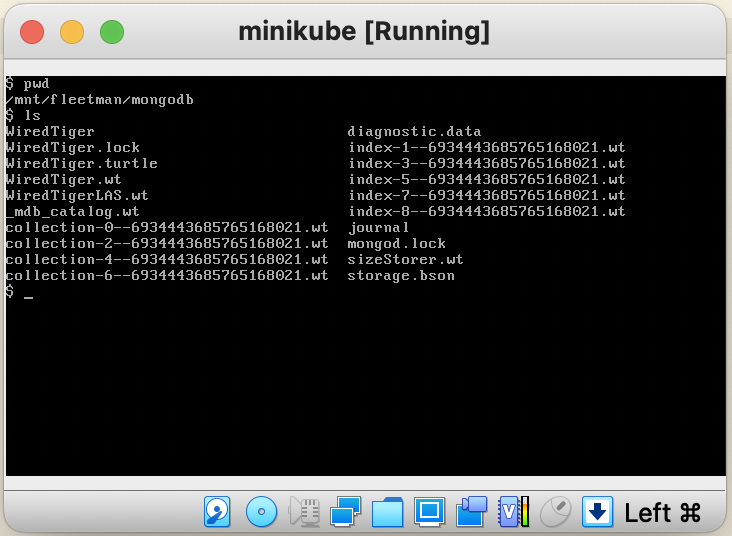 minikube [Running]
$ pwd
/mnt/fleetman/mongodb
$ ls
WiredTiger diagnostic.data
WiredTiger.lock index-1--6934443685765168021.wt
WiredTiger.turtle index-3--6934443685765168021.wt
WiredTiger.wt index-5--6934443685765168021.wt
WiredTigerLAS.wt index-7--6934443685765168021.wt
_mdb_catalog.wt index-8--6934443685765168021.wt
collection-0--6934443685765168021.wt journal
collection-2--6934443685765168021.wt mongod.lock
collection-4--6934443685765168021.wt sizeStorer.wt
collection-6--6934443685765168021.wt storage.bson
$ _
V
Left ⌘